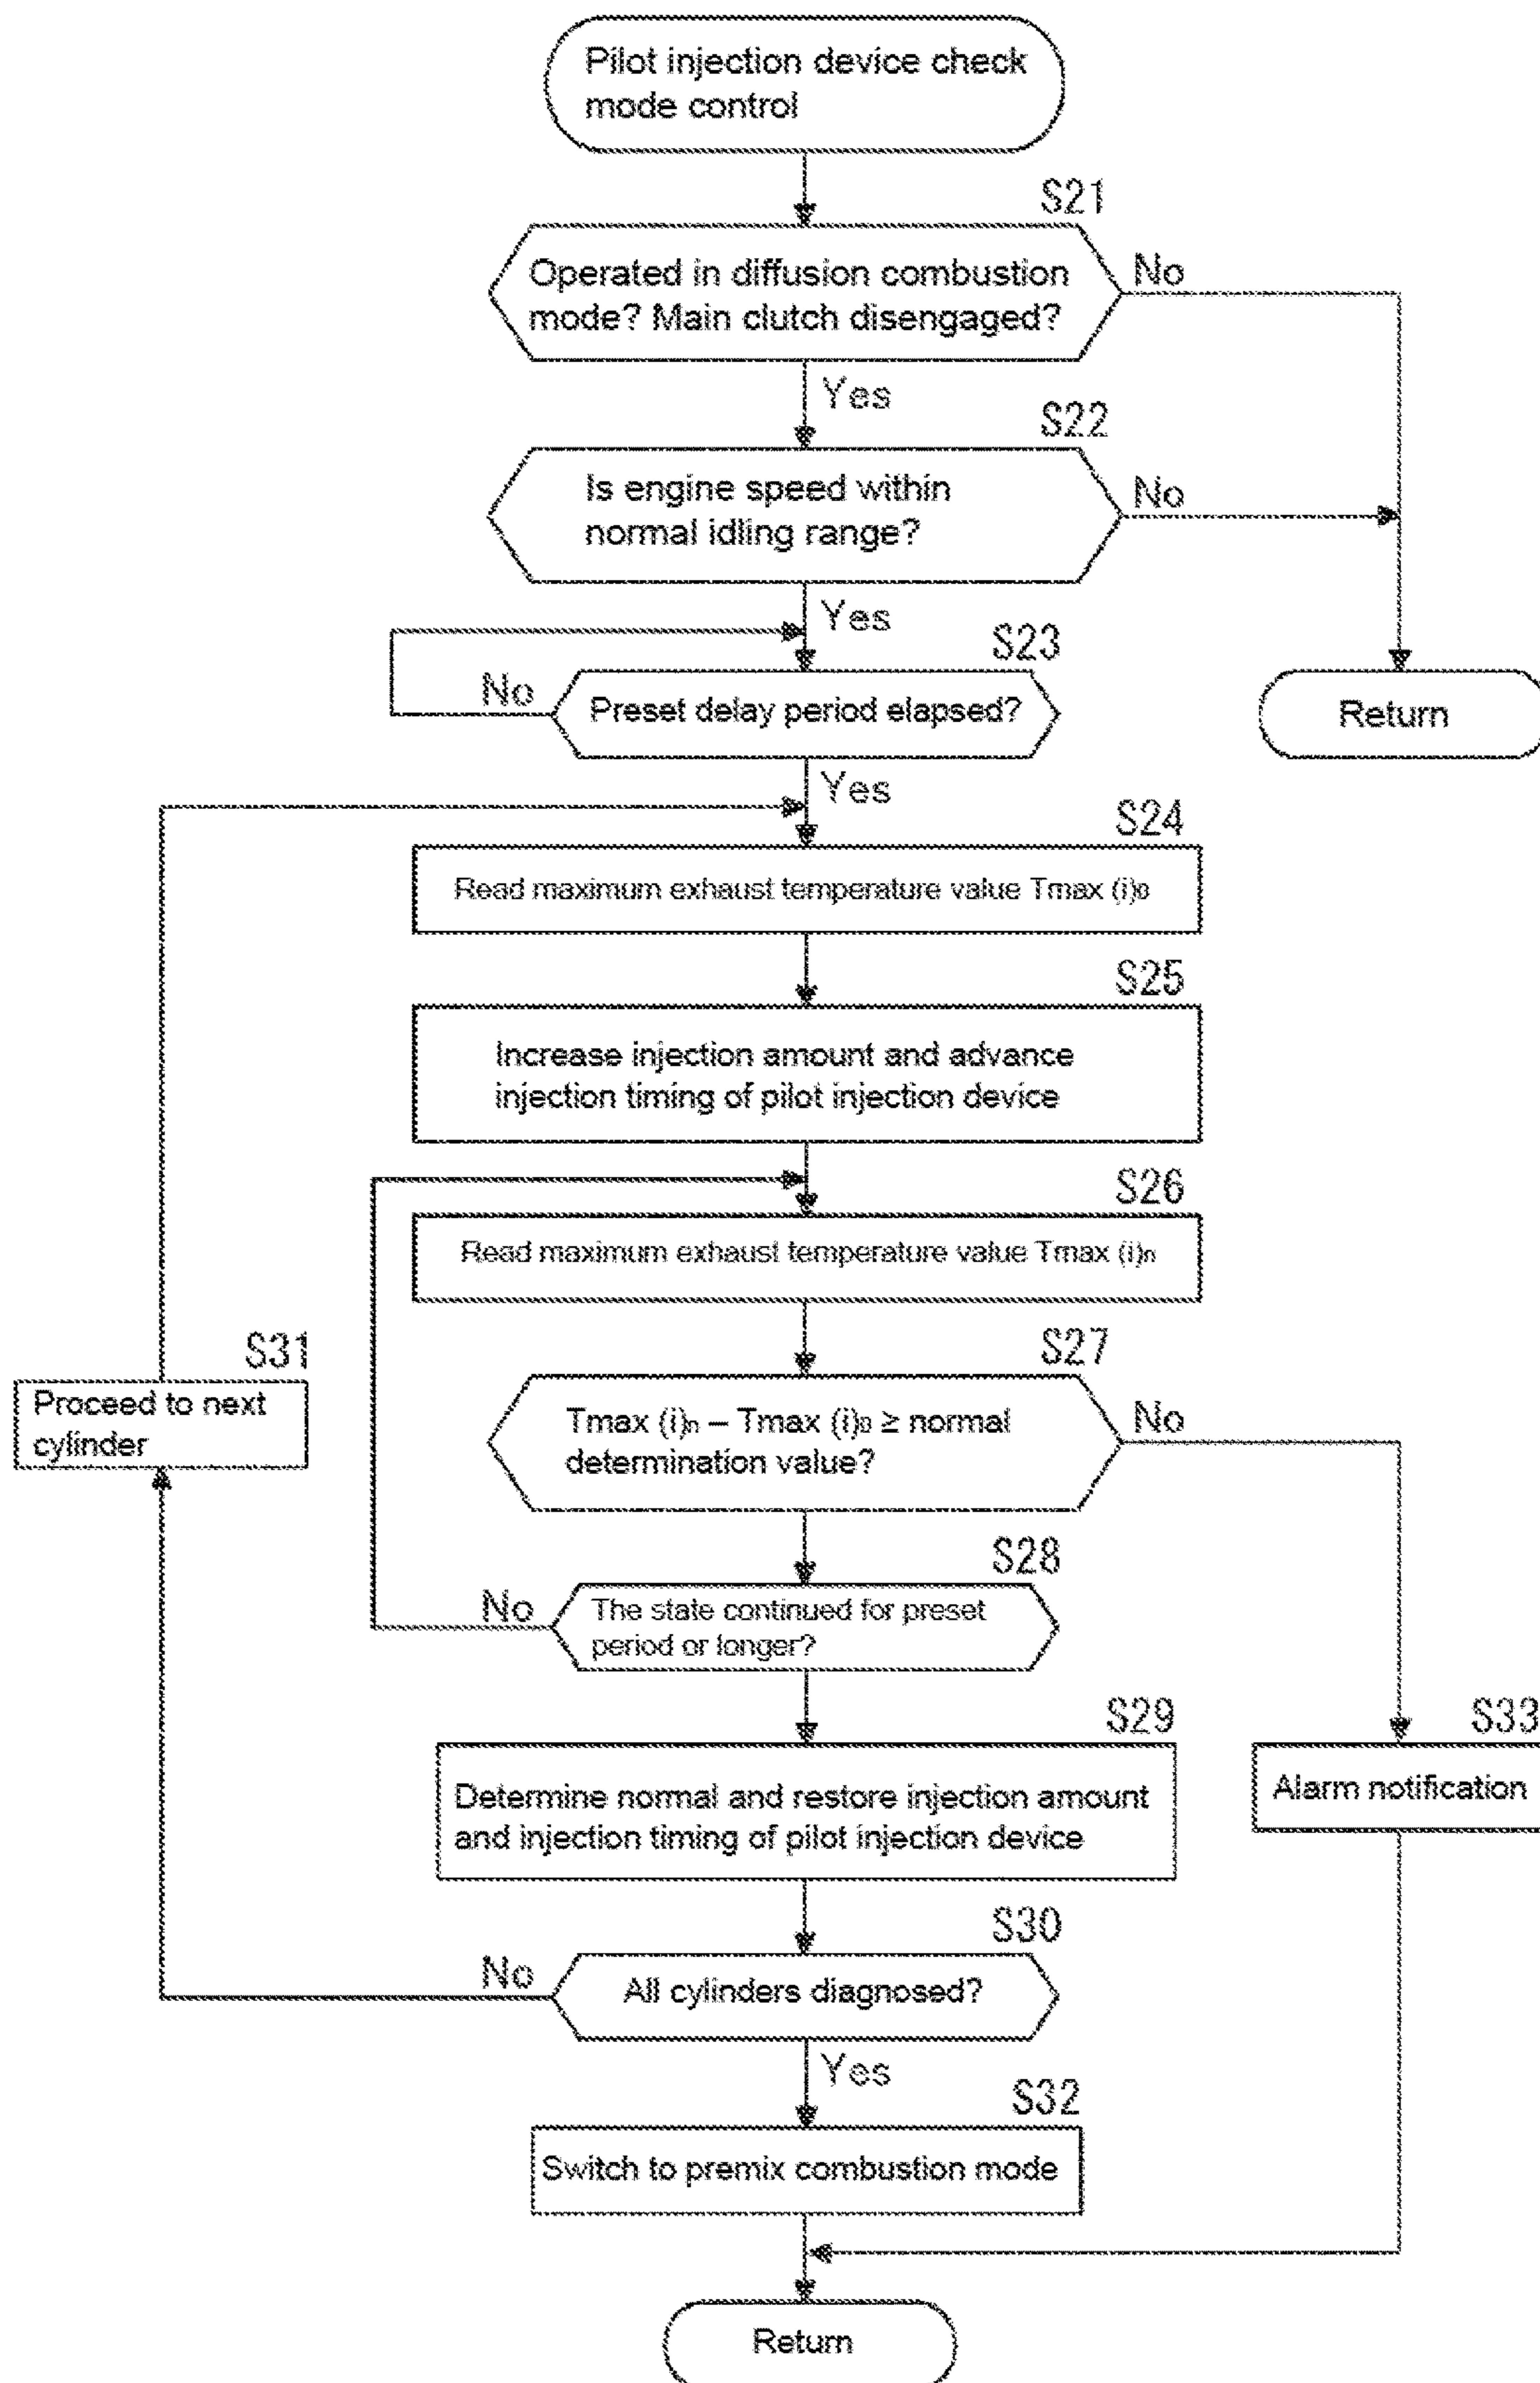 Pilot injection device check
mode control
S21
Operated in diffusion combustion
mode? Main clutch disengaged?
No
Yes
S22
Is engine speed within
normal idling range?
No
Yes
S23
No
Preset delay period elapsed?
Return
Yes
S24
Read maximum exhaust temperature value Tmax (i)₀
S25
Increase injection amount and advance
injection timing of pilot injection device
S26
Read maximum exhaust temperature value Tmax (i)ₙ
S31
Proceed to next
cylinder
S27
Tmax (i)ₙ – Tmax (i)₀ ≥ normal
determination value?
No
S28
No
The state continued for preset
period or longer?
S29
Determine normal and restore injection amount
and injection timing of pilot injection device
S33
Alarm notification
S30
No
All cylinders diagnosed?
Yes
S32
Switch to premix combustion mode
Return